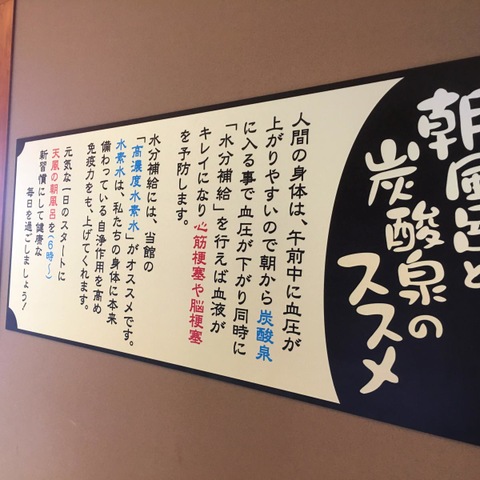 朝風呂と
炭酸泉の
ススメ
人間の身体は、午前中に血圧が
上がりやすいので朝から炭酸泉
に入る事で血圧が下がり同時に
「水分補給」を行えば血液が
キレイになり心筋梗塞や脳梗塞
を予防します。
水分補給には、当館の
「高濃度水素水」がオススメです。
水素水は、私たちの身体に本来
備わっている自浄作用を高め
免疫力をも、上げてくれます。
元気な一日のスタートに
天風の朝風呂を(6時〜)
新習慣にして健康な
毎日を過ごしましょう!